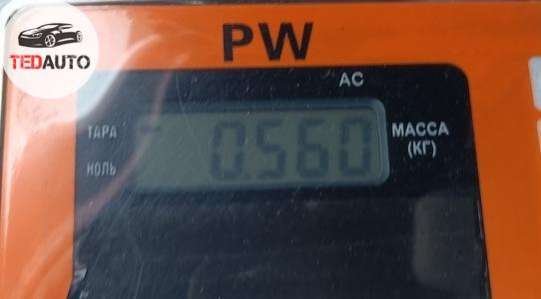 TEDAUTO
PW
AC
ТАРА
0.560
МАССА
(КГ)
НОЛЬ